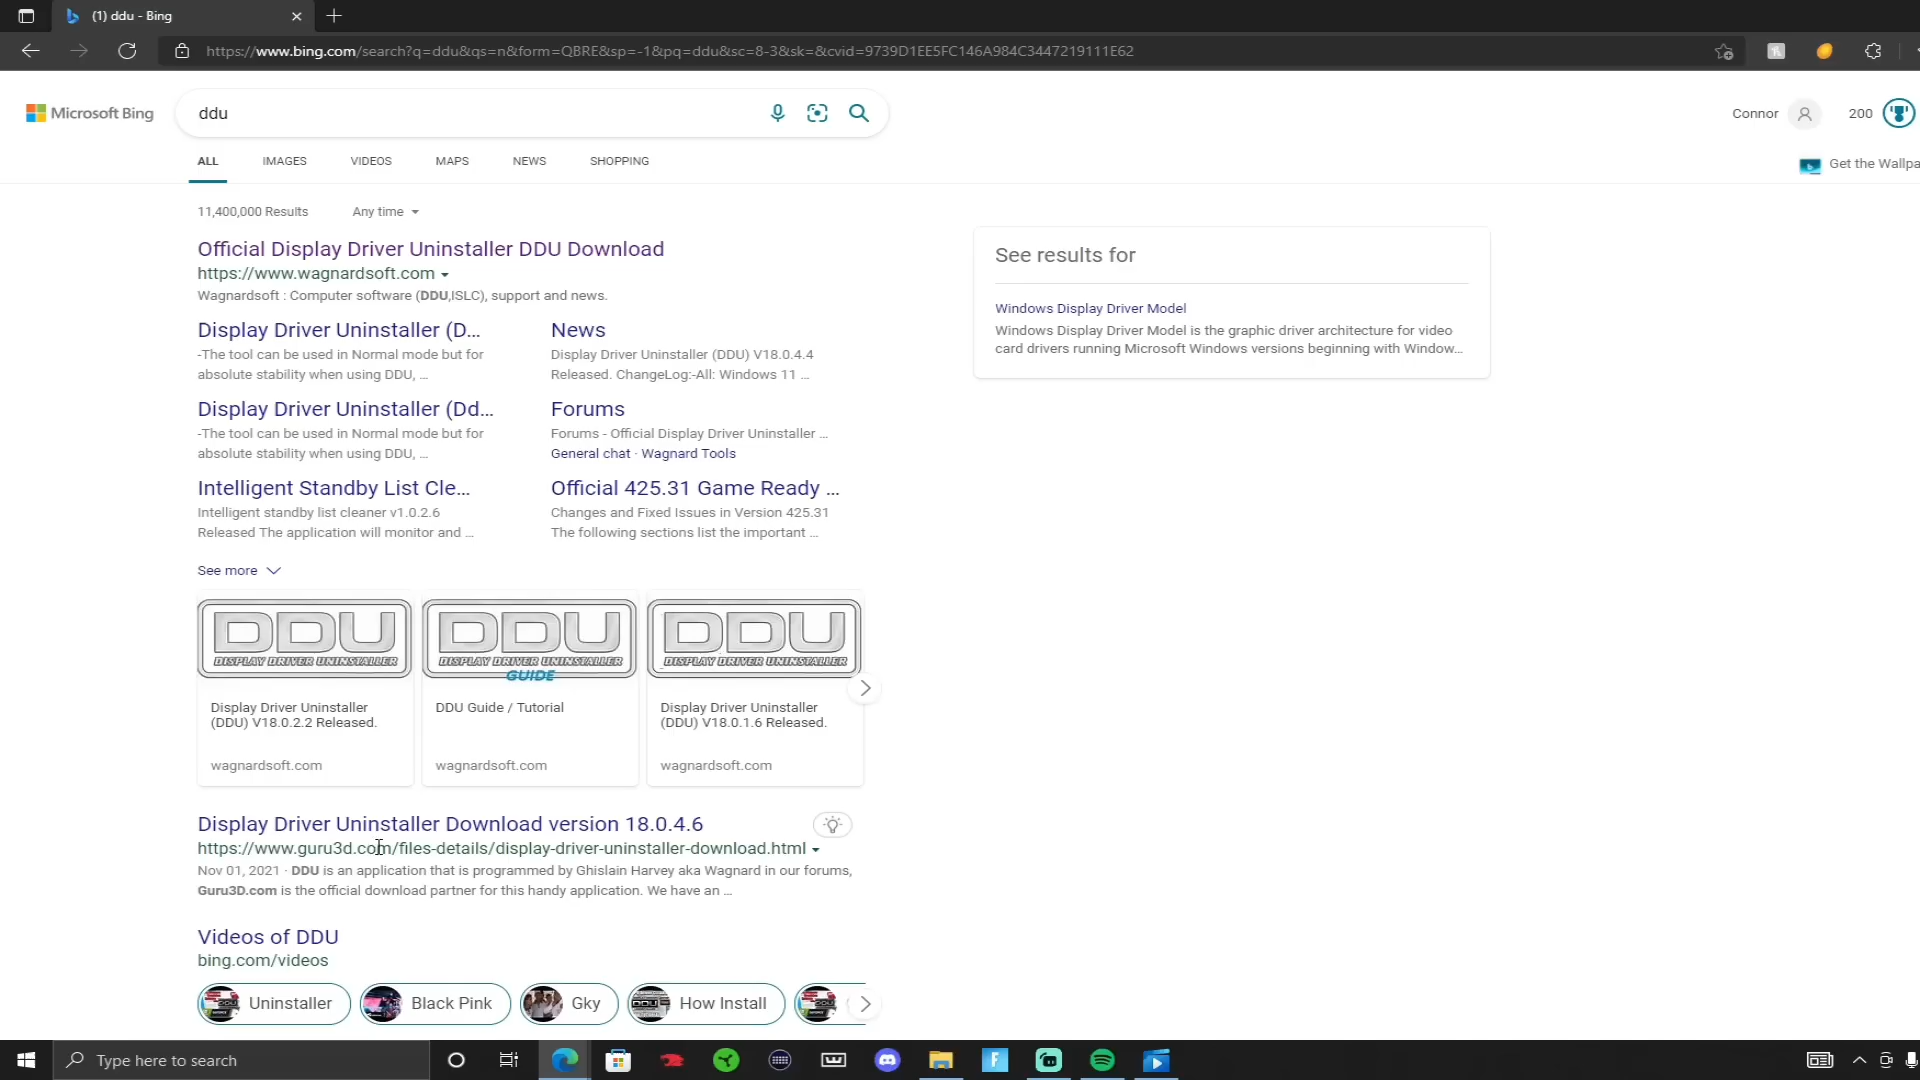 (1) ddu - Bing
https://www.bing.com/search?q=ddu&qs=n&form=QBRE&sp=-1&pq=ddu&sc=8-3&sk=&cvid=9739D1EE5FC146A984C3447219111E62
Microsoft Bing
ddu
Connor
200
ALL
IMAGES
VIDEOS
MAPS
NEWS
SHOPPING
Get the Wallpa
11,400,000 Results
Any time
Official Display Driver Uninstaller DDU Download
https://www.wagnardsoft.com
Wagnardsoft : Computer software (DDU,ISLC), support and news.
Display Driver Uninstaller (D...
-The tool can be used in Normal mode but for
absolute stability when using DDU, ...
News
Display Driver Uninstaller (DDU) V18.0.4.4
Released. ChangeLog:-All: Windows 11 ...
Display Driver Uninstaller (Dd...
-The tool can be used in Normal mode but for
absolute stability when using DDU, ...
Forums
Forums - Official Display Driver Uninstaller ...
General chat · Wagnard Tools
Intelligent Standby List Cle...
Intelligent standby list cleaner v1.0.2.6
Released The application will monitor and ...
Official 425.31 Game Ready ...
Changes and Fixed Issues in Version 425.31
The following sections list the important ...
See more
DDU
DISPLAY DRIVER UNINSTALLER
Display Driver Uninstaller
(DDU) V18.0.2.2 Released.
wagnardsoft.com
DDU
DISPLAY DRIVER UNINSTALLER
GUIDE
DDU Guide / Tutorial
wagnardsoft.com
DDU
DISPLAY DRIVER UNINSTALLER
Display Driver Uninstaller
(DDU) V18.0.1.6 Released.
wagnardsoft.com
Display Driver Uninstaller Download version 18.0.4.6
https://www.guru3d.com/files-details/display-driver-uninstaller-download.html
Nov 01, 2021 · DDU is an application that is programmed by Ghislain Harvey aka Wagnard in our forums,
Guru3D.com is the official download partner for this handy application. We have an ...
Videos of DDU
bing.com/videos
Uninstaller
Black Pink
Gky
How Install
See results for
Windows Display Driver Model
Windows Display Driver Model is the graphic driver architecture for video
card drivers running Microsoft Windows versions beginning with Window...
Type here to search